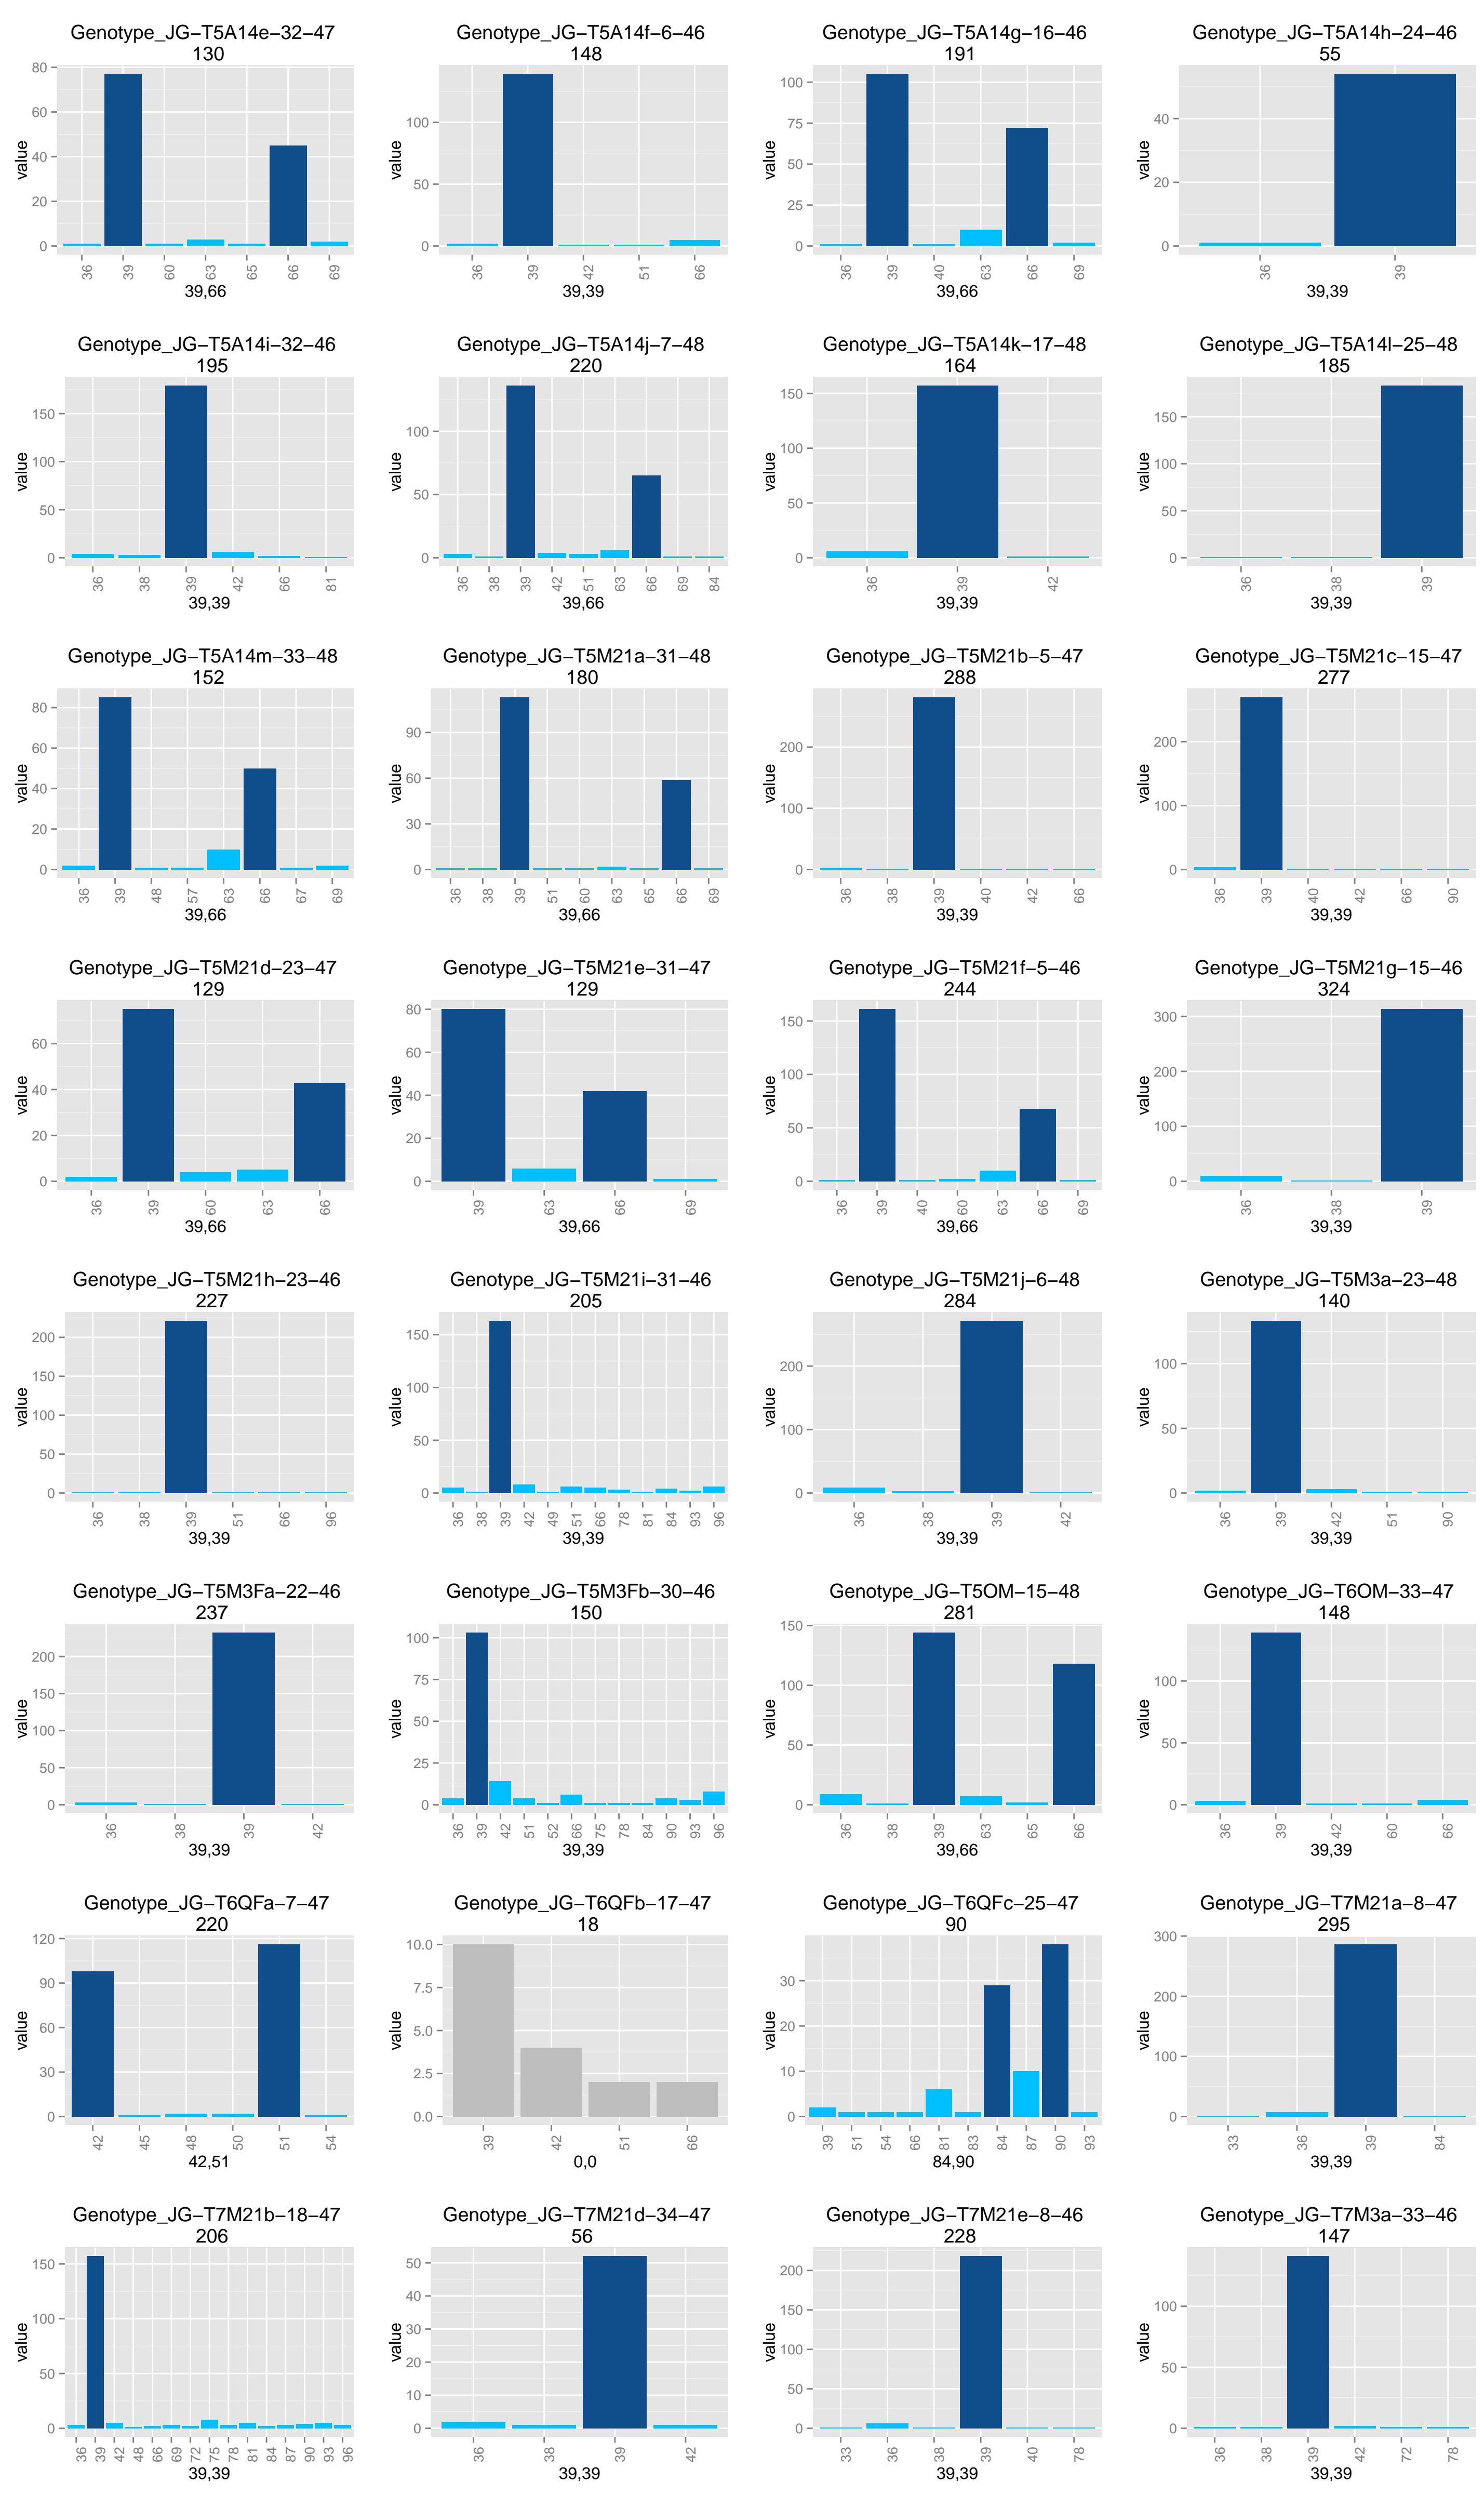 Genotype_JG−T5A14e−32−47
130
80
60
40
20
0
value
36 39 60 63 65 66 69
39,66
Genotype_JG−T5A14f−6−46
148
100
50
0
value
36 39 42 51 66
39,39
Genotype_JG−T5A14g−16−46
191
100
75
50
25
0
value
36 39 40 63 66 69
39,66
Genotype_JG−T5A14h−24−46
55
40
20
0
value
36 39
39,39
Genotype_JG−T5A14i−32−46
195
150
100
50
0
value
36 38 39 42 66 81
39,39
Genotype_JG−T5A14j−7−48
220
100
50
0
value
36 38 39 42 51 63 66 69 84
39,66
Genotype_JG−T5A14k−17−48
164
150
100
50
0
value
36 39 42
39,39
Genotype_JG−T5A14l−25−48
185
150
100
50
0
value
36 38 39
39,39
Genotype_JG−T5A14m−33−48
152
80
60
40
20
0
value
36 39 48 57 63 66 67 69
39,66
Genotype_JG−T5M21a−31−48
180
90
60
30
0
value
36 38 39 51 60 63 65 66 69
39,66
Genotype_JG−T5M21b−5−47
288
200
100
0
value
36 38 39 40 42 66
39,39
Genotype_JG−T5M21c−15−47
277
200
100
0
value
36 39 40 42 66 90
39,39
Genotype_JG−T5M21d−23−47
129
60
40
20
0
value
36 39 60 63 66
39,66
Genotype_JG−T5M21e−31−47
129
80
60
40
20
0
value
39 63 66 69
39,66
Genotype_JG−T5M21f−5−46
244
150
100
50
0
value
36 39 40 60 63 66 69
39,66
Genotype_JG−T5M21g−15−46
324
300
200
100
0
value
36 38 39
39,39
Genotype_JG−T5M21h−23−46
227
200
150
100
50
0
value
36 38 39 51 66 96
39,39
Genotype_JG−T5M21i−31−46
205
150
100
50
0
value
36 38 39 42 49 51 66 78 81 84 93 96
39,39
Genotype_JG−T5M21j−6−48
284
200
100
0
value
36 38 39 42
39,39
Genotype_JG−T5M3a−23−48
140
100
50
0
value
36 39 42 51 90
39,39
Genotype_JG−T5M3Fa−22−46
237
200
150
100
50
0
value
36 38 39 42
39,39
Genotype_JG−T5M3Fb−30−46
150
100
75
50
25
0
value
36 39 42 51 52 66 75 78 84 90 93 96
39,39
Genotype_JG−T5OM−15−48
281
150
100
50
0
value
36 38 39 63 65 66
39,66
Genotype_JG−T6OM−33−47
148
100
50
0
value
36 39 42 60 66
39,39
Genotype_JG−T6QFa−7−47
220
120
90
60
30
0
value
42 45 48 50 51 54
42,51
Genotype_JG−T6QFb−17−47
18
10.0
7.5
5.0
2.5
0.0
value
39 42 51 66
0,0
Genotype_JG−T6QFc−25−47
90
30
20
10
0
value
39 51 54 66 81 83 84 87 90 93
84,90
Genotype_JG−T7M21a−8−47
295
300
200
100
0
value
33 36 39 84
39,39
Genotype_JG−T7M21b−18−47
206
150
100
50
0
value
36 39 42 48 66 69 72 75 78 81 84 87 90 93 96
39,39
Genotype_JG−T7M21d−34−47
56
50
40
30
20
10
0
value
36 38 39 42
39,39
Genotype_JG−T7M21e−8−46
228
200
150
100
50
0
value
33 36 38 39 40 78
39,39
Genotype_JG−T7M3a−33−46
147
100
50
0
value
36 38 39 42 72 78
39,39